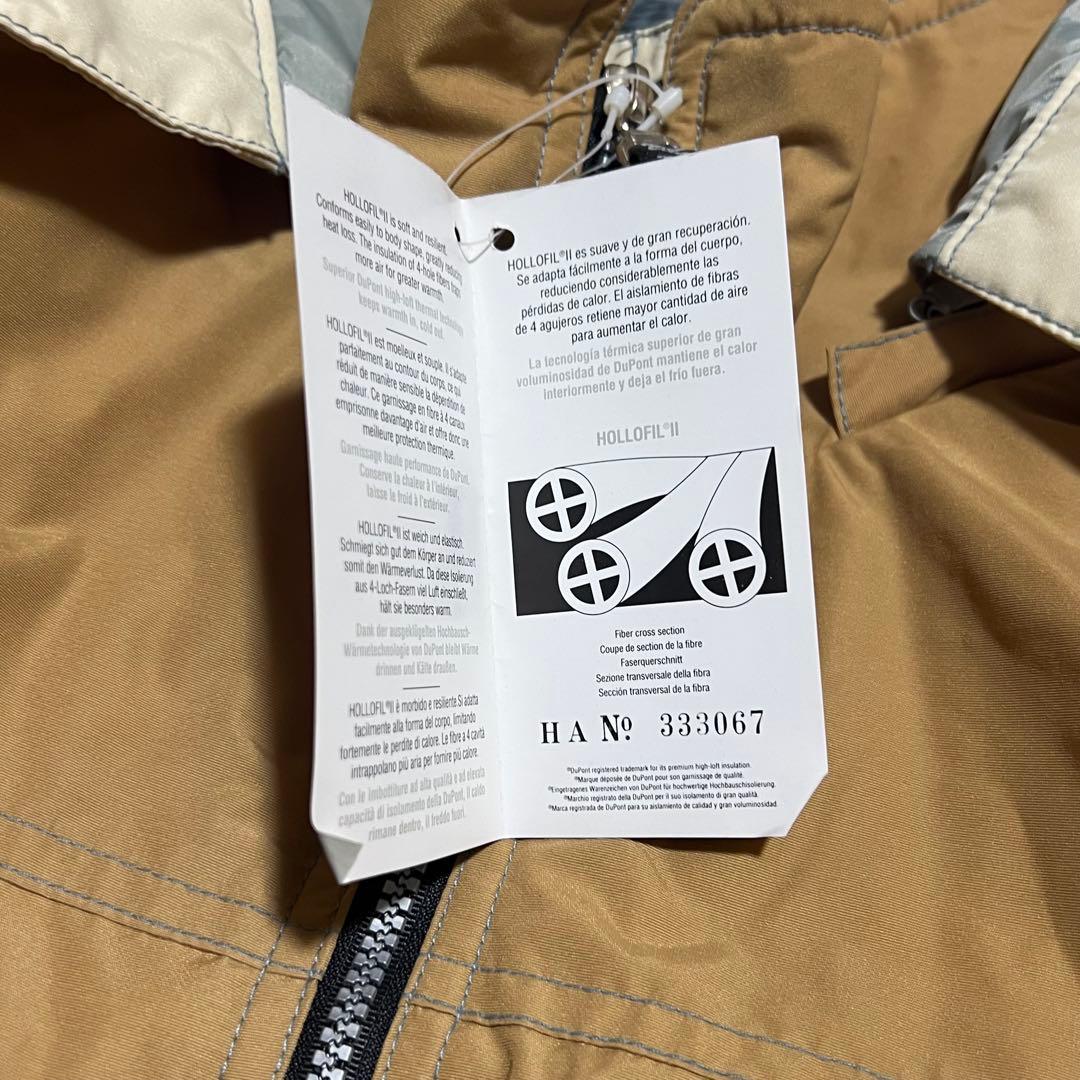 HOLLOFIL®II is soft and resilient.
Conforms easily to body shape, greatly reducing
heat loss. The insulation of 4-hole fibers traps
more air for greater warmth.
Superior DuPont high-loft thermal technology
keeps warmth in, cold out.
HOLLOFIL®II est moelleux et souple. Il s'adapte
parfaitement au contour du corps, ce qui
réduit de manière sensible la déperdition de
chaleur. Ce garnissage en fibre à 4 canaux
emprisonne davantage d'air et offre donc une
meilleure protection thermique.
Garnissage haute performance de DuPont.
Conserve la chaleur à l'intérieur,
laisse le froid à l'extérieur.
HOLLOFIL®II ist weich und elastisch.
Schmiegt sich gut dem Körper an und reduziert
somit den Wärmeverlust. Da diese Isolierung
aus 4-Loch-Fasern viel Luft einschließt,
hält sie besonders warm.
Dank der ausgeklügelten Hochbausch-
Wärmetechnologie von DuPont bleibt Wärme
drinnen und Kälte draußen.
HOLLOFIL®II è morbido e resiliente. Si adatta
facilmente alla forma del corpo, limitando
fortemente le perdite di calore. Le fibre a 4 cavità
intrappolano più aria per fornire più calore.
Con le imbottiture ad alta qualità e ad elevata
capacità di isolamento della DuPont, il caldo
rimane dentro, il freddo fuori.
HOLLOFIL®II es suave y de gran recuperación.
Se adapta fácilmente a la forma del cuerpo,
reduciendo considerablemente las
pérdidas de calor. El aislamiento de fibras
de 4 agujeros retiene mayor cantidad de aire
para aumentar el calor.
La tecnología térmica superior de gran
voluminosidad de DuPont mantiene el calor
interiormente y deja el frío fuera.
HOLLOFIL®II
Fiber cross section
Coupe de section de la fibre
Faserquerschnitt
Sezione transversale della fibra
Sección transversal de la fibra
HA Nº 333067
®DuPont registered trademark for its premium high-loft insulation.
®Marque déposée de DuPont pour son garnissage de qualité.
®Eingetragenes Warenzeichen von DuPont für hochwertige Hochbauschisolierung.
®Marchio registrato della DuPont per il suo isolamento di gran qualità.
®Marca registrada de DuPont para su aislamiento de calidad y gran voluminosidad.